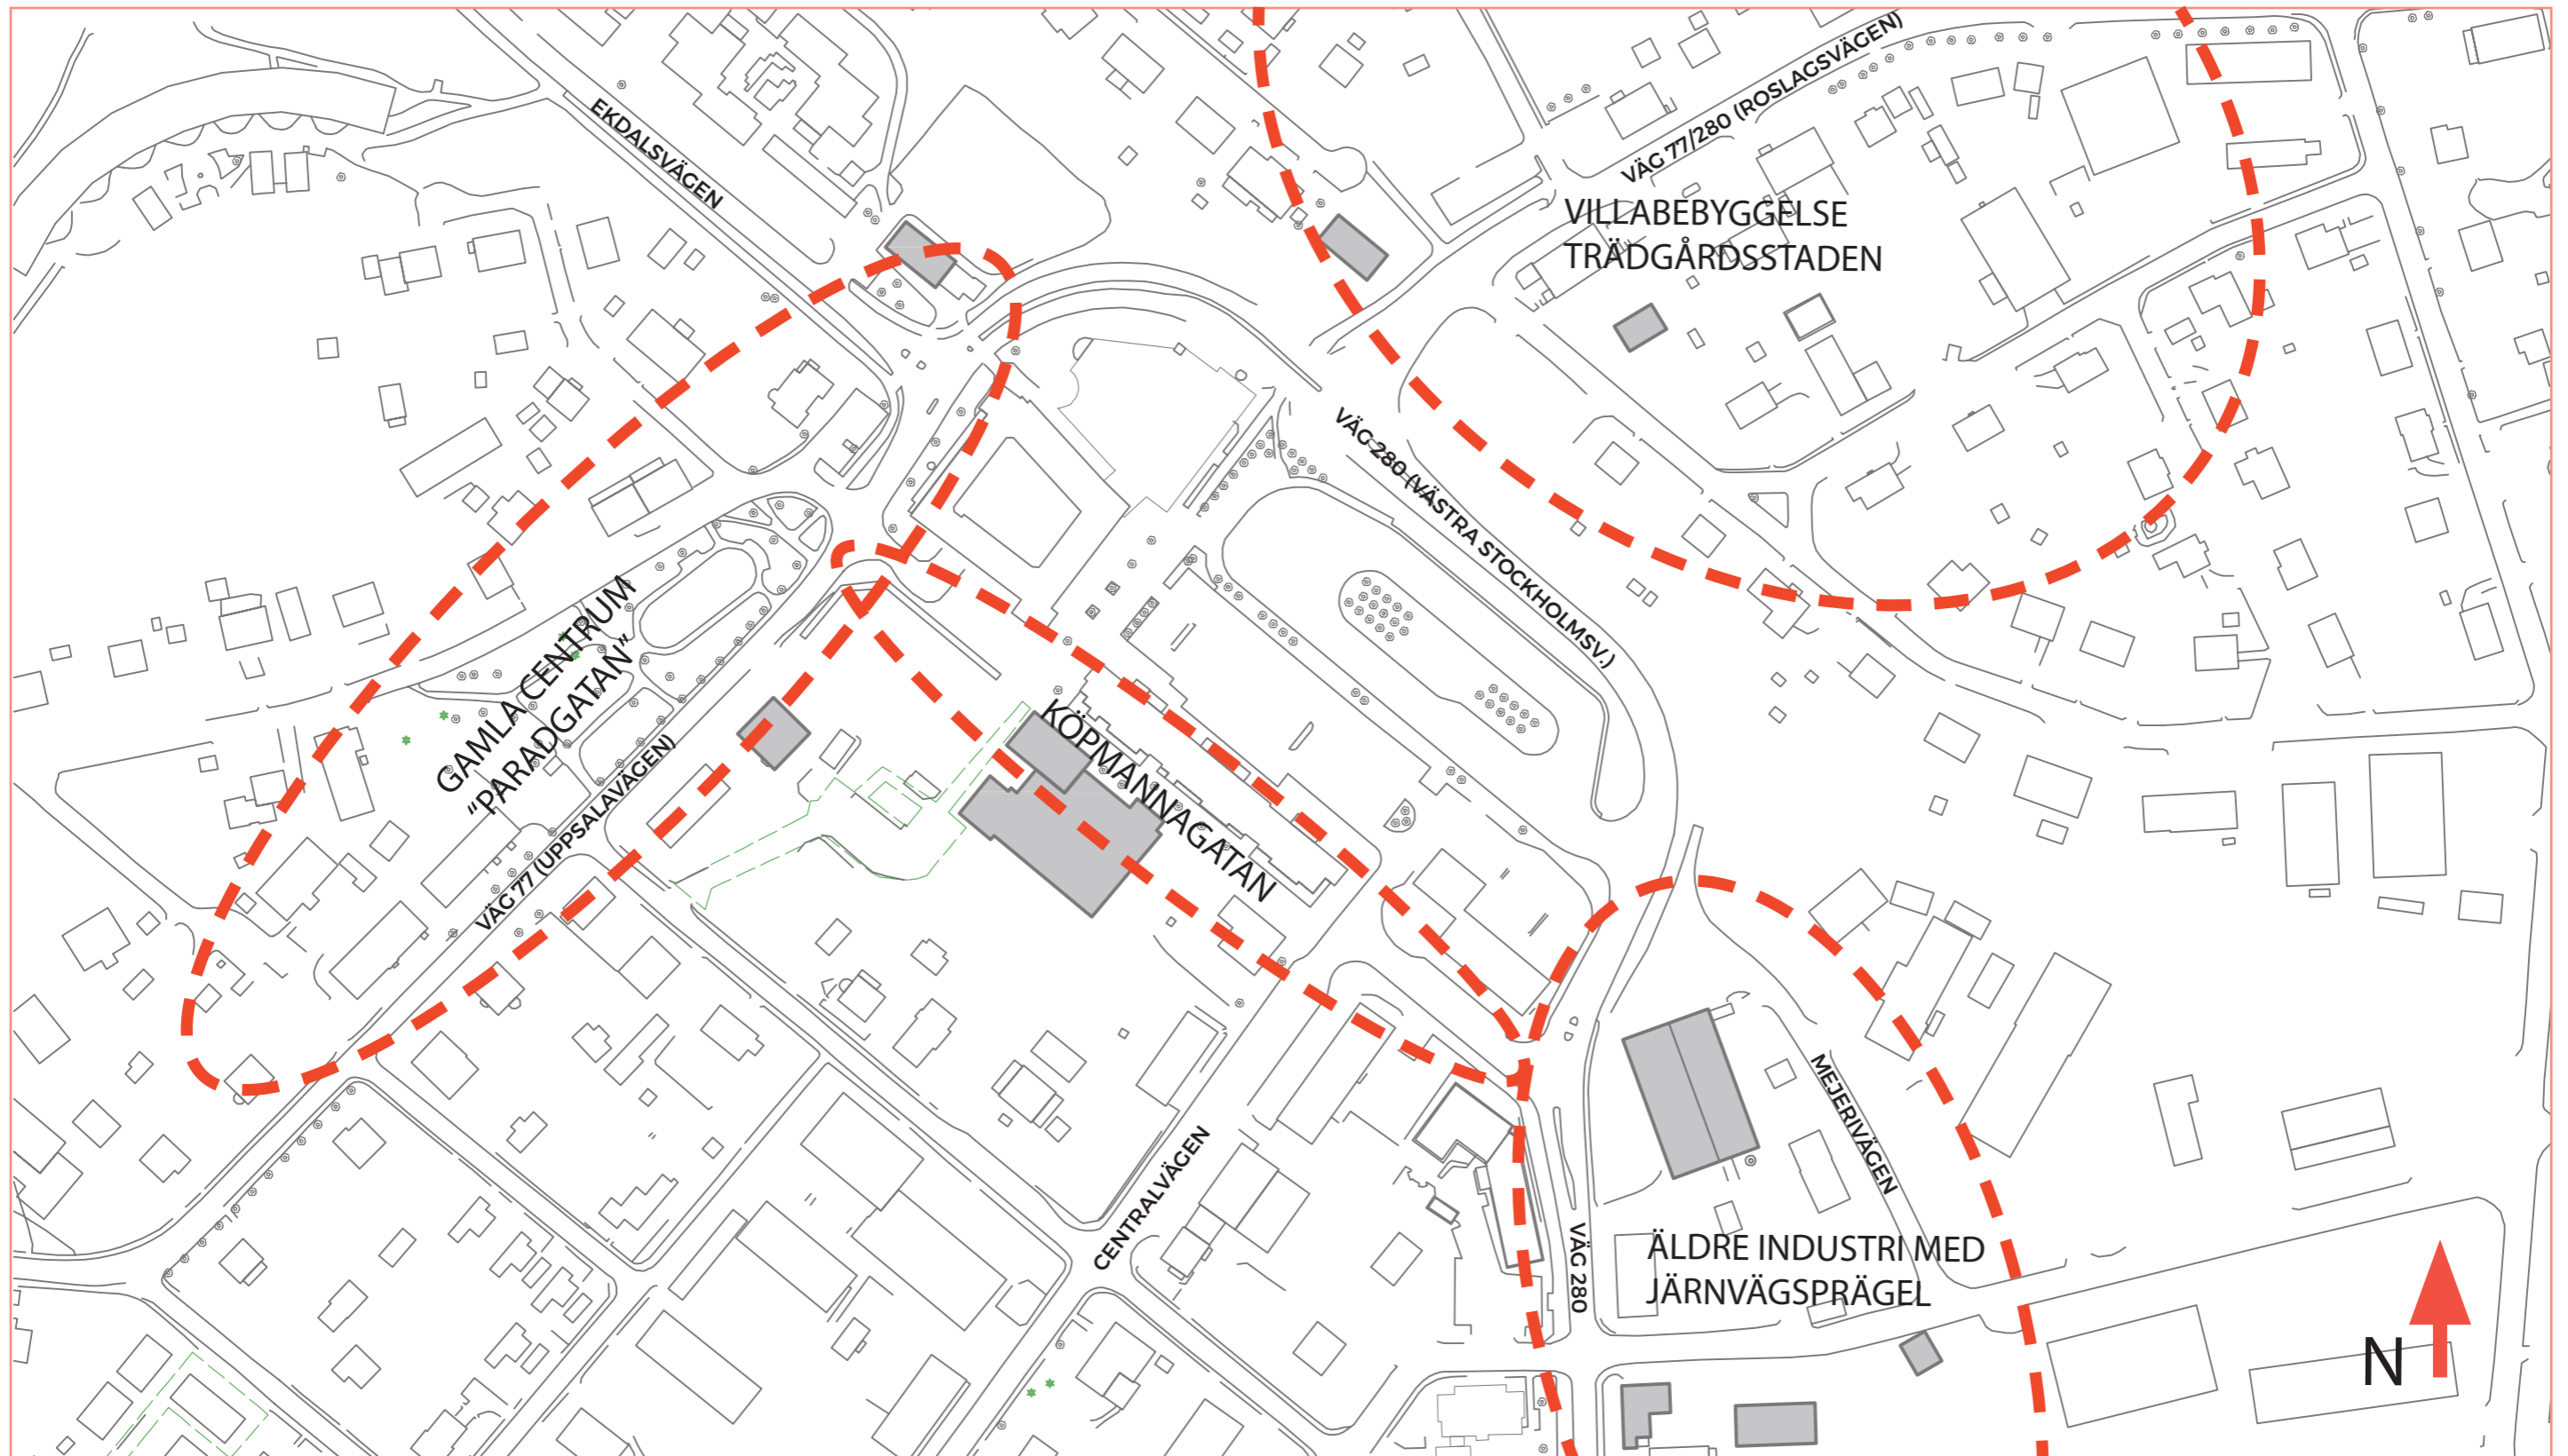 EKDALSVÄGEN
VÄG 77/280 (ROSLAGSVÄGEN)
VILLABEBYGGELSE
TRÄDGÅRDSSTADEN
VÄG 280 (VÄSTRA STOCKHOLMSV.)
GAMLA CENTRUM
"PARADGATAN"
VÄG 77 (UPPSALAVÄGEN)
KÖPMANNAGATAN
CENTRALVÄGEN
MEJERIVÄGEN
VÄG 280
ÄLDRE INDUSTRI MED
JÄRNVÄGSPRÄGEL
N